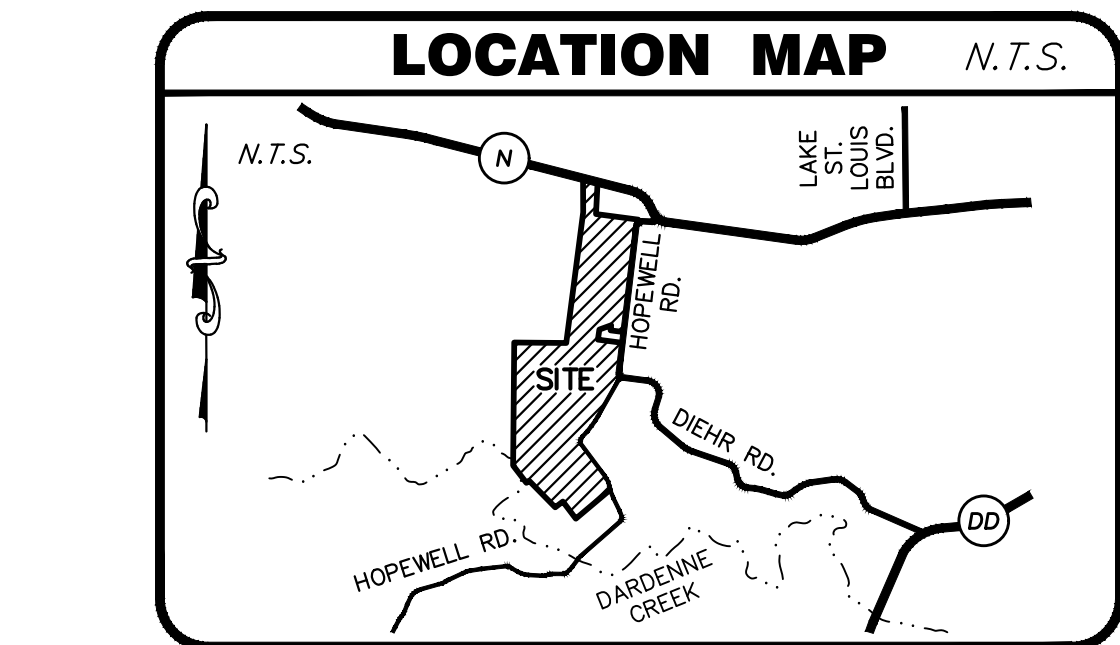 LOCATION MAP N.T.S.
N.T.S.
N
LAKE
ST.
LOUIS
BLVD.
HOPEWELL
RD.
SITE
DIEHR RD.
DD
HOPEWELL RD.
DARDENNE
CREEK